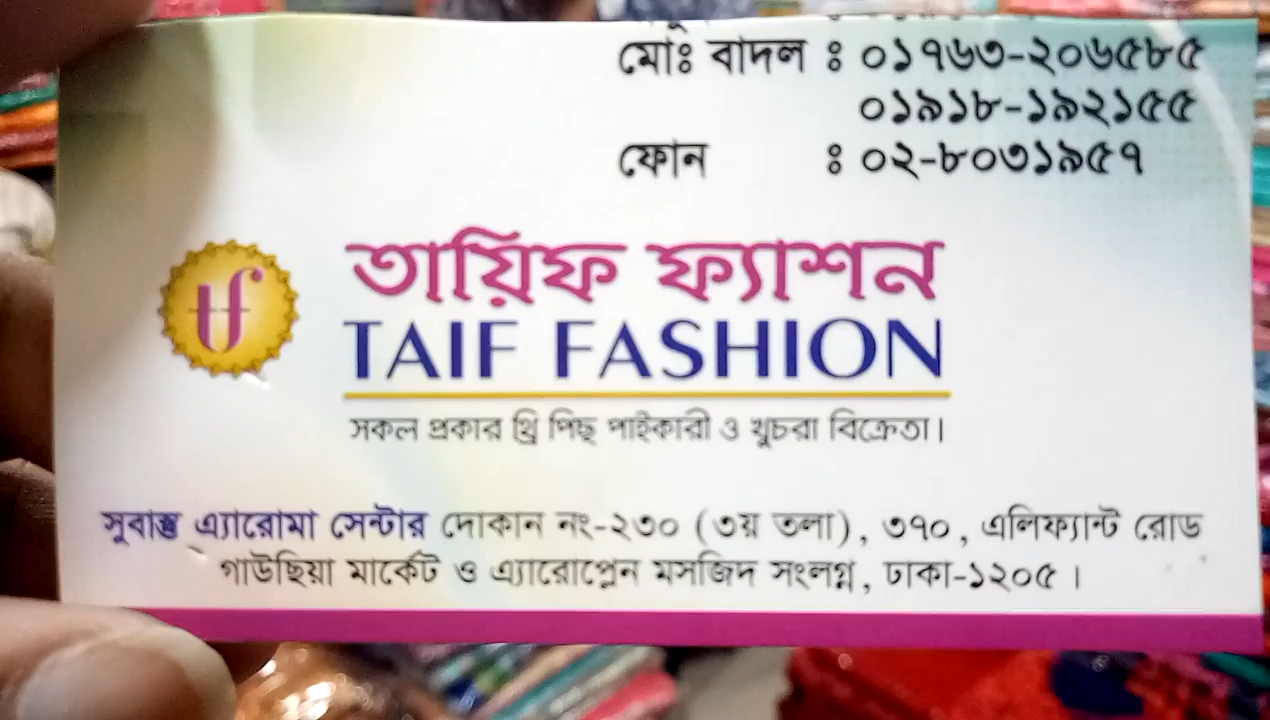 মোঃ বাদল : ০১৭৬৩-২০৬৫৮৫
০১৯১৮-১৯২১৫৫
ফোন : ০২-৮০৩১৯৫৭
tf
তায়িফ ফ্যাশন
TAIF FASHION
সকল প্রকার থ্রি পিছ পাইকারী ও খুচরা বিক্রেতা।
সুবাস্তু এ্যারোমা সেন্টার দোকান নং-২৩০ (৩য় তলা), ৩৭০, এলিফ্যান্ট রোড
গাউছিয়া মার্কেট ও এ্যারোপ্লেন মসজিদ সংলগ্ন, ঢাকা-১২০৫।